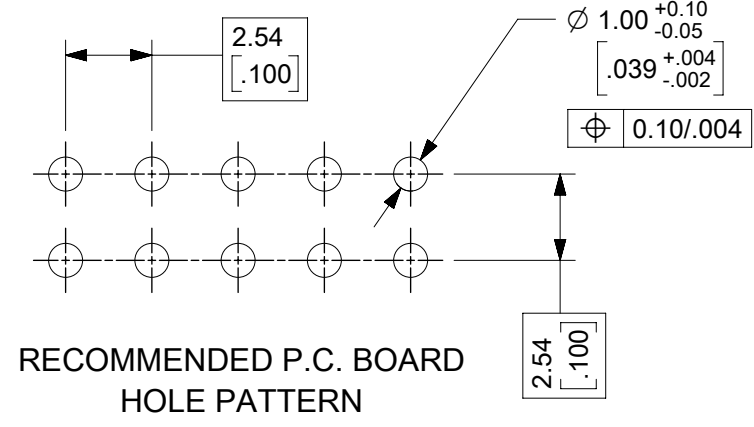 2.54
[.100]
Ø 1.00 +0.10 -0.05
[.039 +.004 -.002]
⌖ 0.10/.004
2.54
[.100]
RECOMMENDED P.C. BOARD
HOLE PATTERN